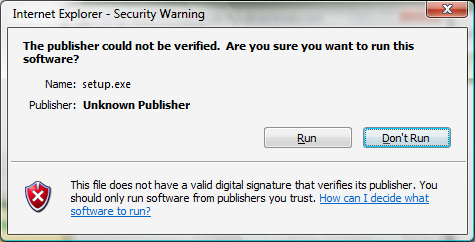 Internet Explorer - Security Warning
The publisher could not be verified.  Are you sure you want to run this
software?
Name: setup.exe
Publisher: Unknown Publisher
Run Don't Run
This file does not have a valid digital signature that verifies its publisher. You
should only run software from publishers you trust. How can I decide what
software to run?